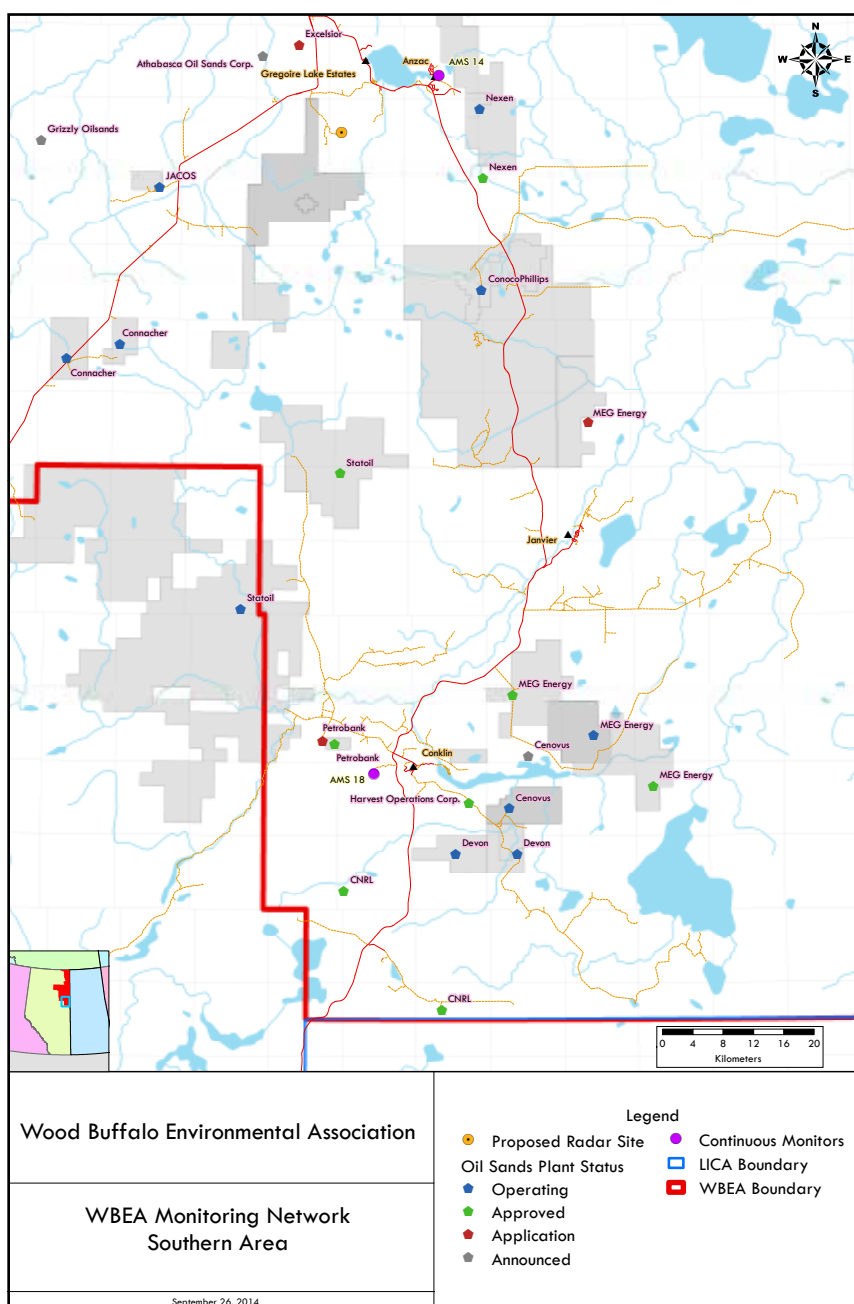 Excelsior
N
Athabasca Oil Sands Corp.
Anzac
AMS 14
W E
Gregoire Lake Estates
S
Nexen
Grizzly Oilsands
Nexen
JACOS
ConocoPhillips
Connacher
Connacher
MEG Energy
Statoil
Janvier
Statoil
MEG Energy
Petrobank
MEG Energy
Conklin
Cenovus
Petrobank
AMS 18
MEG Energy
Harvest Operations Corp.
Cenovus
Devon
Devon
CNRL
CNRL
0 4 8 12 16 20
Kilometers
Wood Buffalo Environmental Association
WBEA Monitoring Network
Southern Area
September 26, 2014
Legend
Proposed Radar Site
Continuous Monitors
Oil Sands Plant Status
LICA Boundary
Operating
WBEA Boundary
Approved
Application
Announced